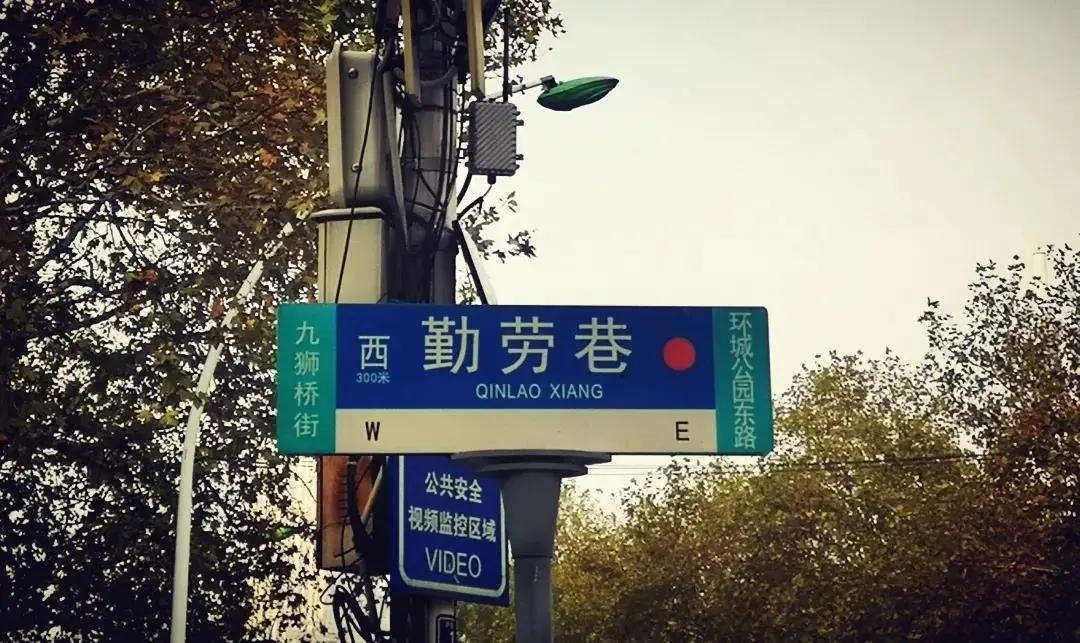 九狮桥街
西
300米
勤劳巷
QINLAO XIANG
环城公园东路
W
E
公共安全
视频监控区域
VIDEO